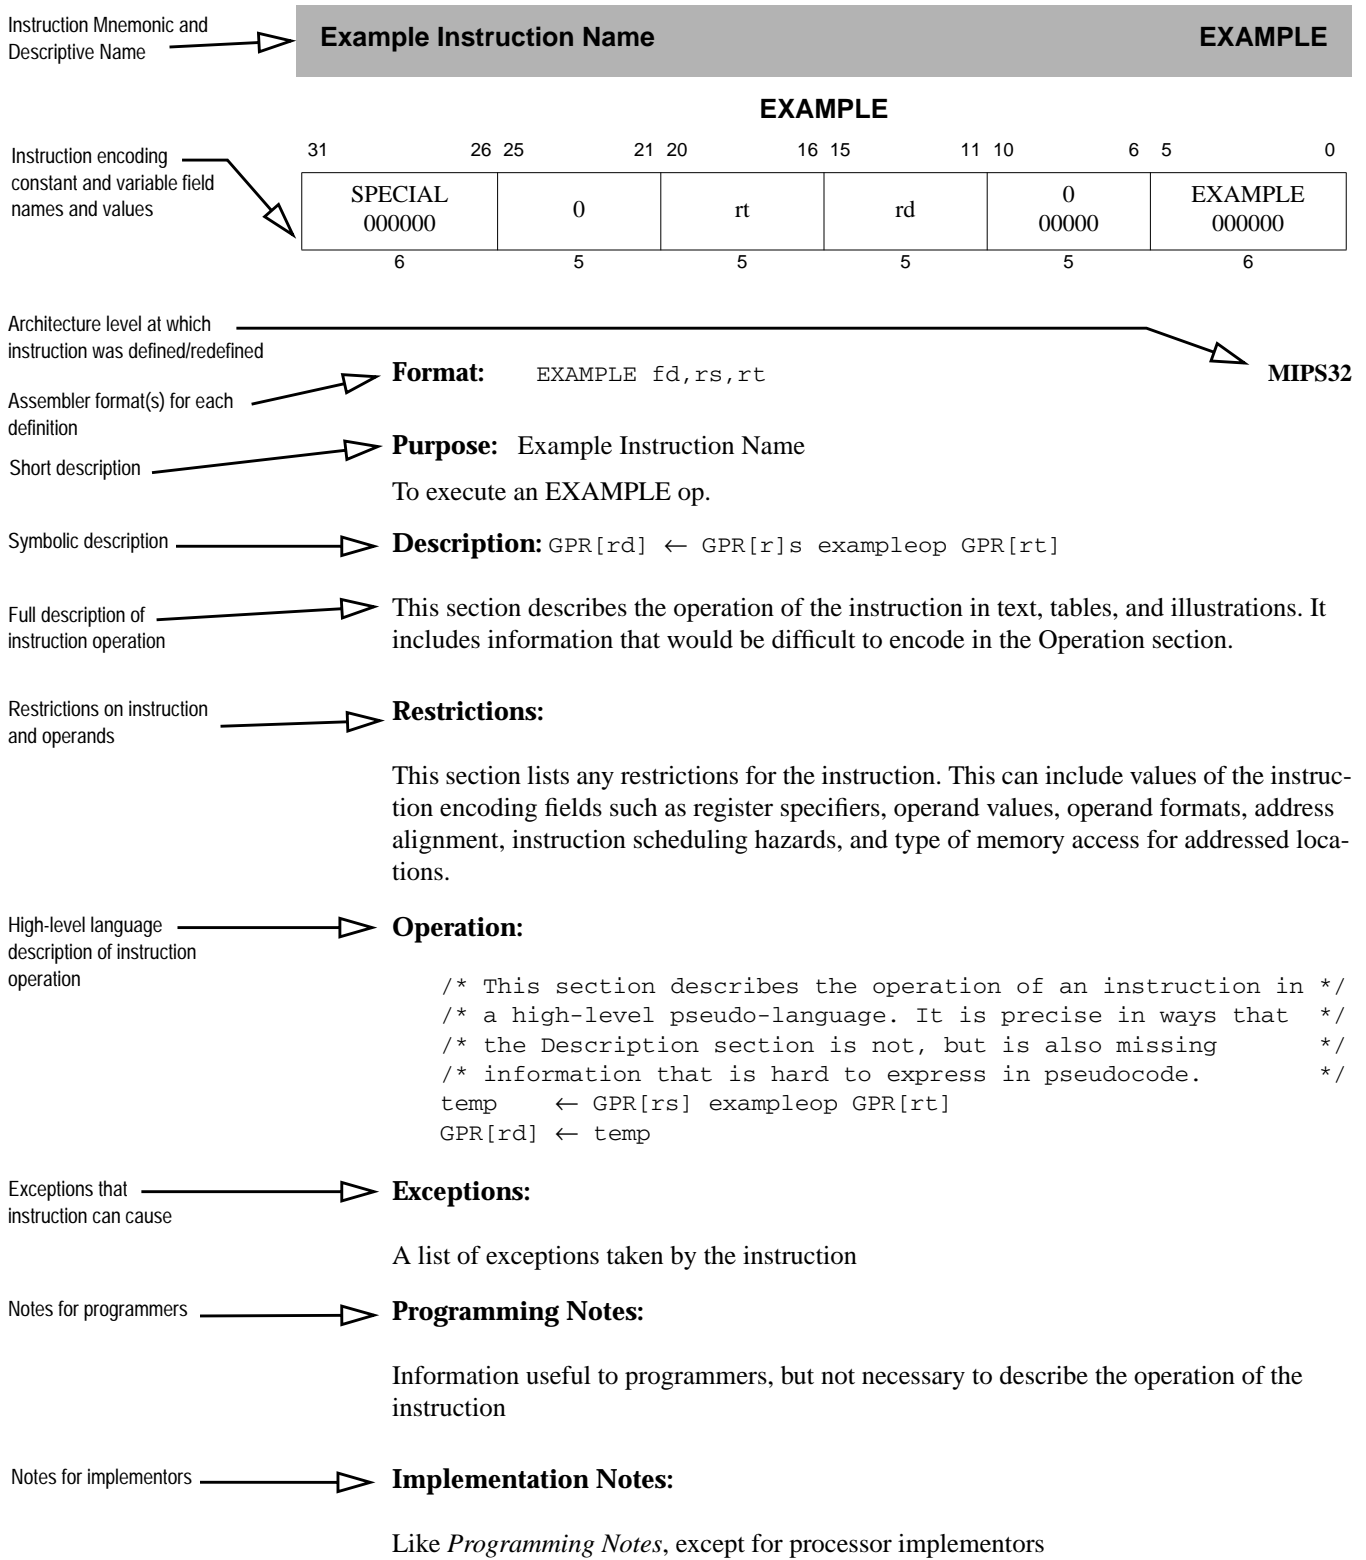 Instruction Mnemonic and
Descriptive Name
Example Instruction Name EXAMPLE
EXAMPLE
31 26 25 21 20 16 15 11 10 6 5 0
Instruction encoding
constant and variable field
names and values
SPECIAL
000000
0
rt
rd
0
00000
EXAMPLE
000000
6 5 5 5 5 6
Architecture level at which
instruction was defined/redefined
Format: EXAMPLE fd,rs,rt MIPS32
Assembler format(s) for each
definition
Purpose: Example Instruction Name
Short description
To execute an EXAMPLE op.
Symbolic description
Description: GPR[rd] ← GPR[r]s exampleop GPR[rt]
Full description of
instruction operation
This section describes the operation of the instruction in text, tables, and illustrations. It
includes information that would be difficult to encode in the Operation section.
Restrictions on instruction
and operands
Restrictions:
This section lists any restrictions for the instruction. This can include values of the instruc-
tion encoding fields such as register specifiers, operand values, operand formats, address
alignment, instruction scheduling hazards, and type of memory access for addressed loca-
tions.
High-level language
description of instruction
operation
Operation:
/* This section describes the operation of an instruction in */
/* a high-level pseudo-language. It is precise in ways that */
/* the Description section is not, but is also missing */
/* information that is hard to express in pseudocode. */
temp ← GPR[rs] exampleop GPR[rt]
GPR[rd] ← temp
Exceptions that
instruction can cause
Exceptions:
A list of exceptions taken by the instruction
Notes for programmers
Programming Notes:
Information useful to programmers, but not necessary to describe the operation of the
instruction
Notes for implementors
Implementation Notes:
Like Programming Notes, except for processor implementors